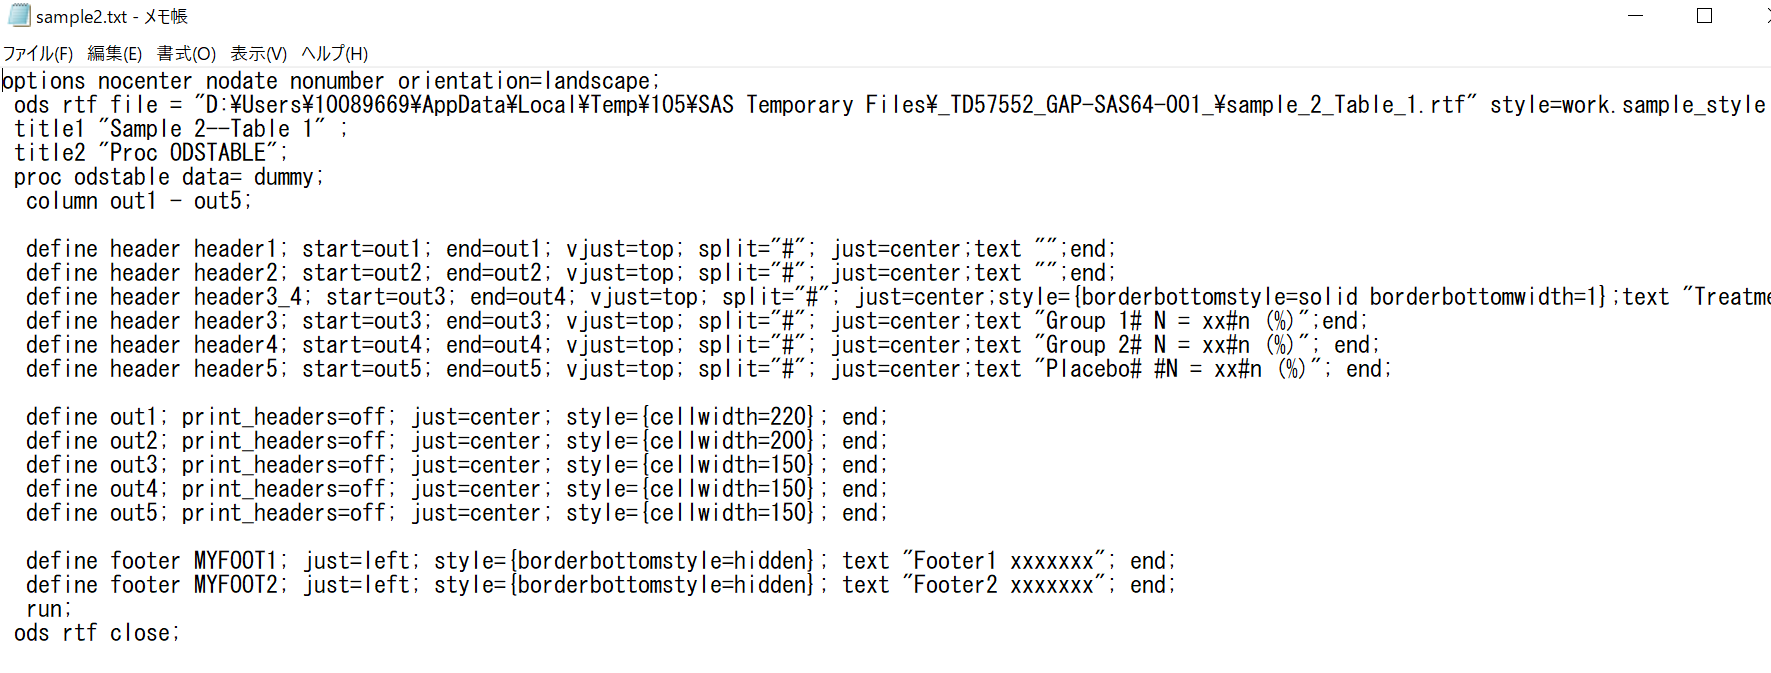 sample2.txt - メモ帳
ファイル(F) 編集(E) 書式(O) 表示(V) ヘルプ(H)
options nocenter nodate nonumber orientation=landscape;
ods rtf file = "D:¥Users¥10089669¥AppData¥Local¥Temp¥105¥SAS Temporary Files¥_TD57552_GAP-SAS64-001_¥sample_2_Table_1.rtf" style=work.sample_style
title1 "Sample 2--Table 1" ;
title2 "Proc ODSTABLE";
proc odstable data= dummy;
column out1 - out5;
define header header1; start=out1; end=out1; vjust=top; split="#"; just=center;text "";end;
define header header2; start=out2; end=out2; vjust=top; split="#"; just=center;text "";end;
define header header3_4; start=out3; end=out4; vjust=top; split="#"; just=center;style={borderbottomstyle=solid borderbottomwidth=1};text "Treatme
define header header3; start=out3; end=out3; vjust=top; split="#"; just=center;text "Group 1# N = xx#n (%)";end;
define header header4; start=out4; end=out4; vjust=top; split="#"; just=center;text "Group 2# N = xx#n (%)"; end;
define header header5; start=out5; end=out5; vjust=top; split="#"; just=center;text "Placebo# #N = xx#n (%)"; end;
define out1; print_headers=off; just=center; style={cellwidth=220}; end;
define out2; print_headers=off; just=center; style={cellwidth=200}; end;
define out3; print_headers=off; just=center; style={cellwidth=150}; end;
define out4; print_headers=off; just=center; style={cellwidth=150}; end;
define out5; print_headers=off; just=center; style={cellwidth=150}; end;
define footer MYFOOT1; just=left; style={borderbottomstyle=hidden}; text "Footer1 xxxxxxx"; end;
define footer MYFOOT2; just=left; style={borderbottomstyle=hidden}; text "Footer2 xxxxxxx"; end;
run;
ods rtf close;